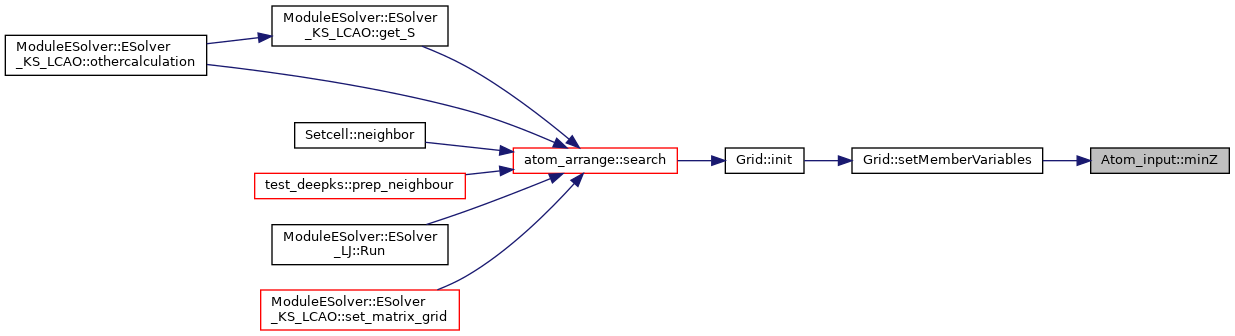 ModuleESolver::ESolver
_KS_LCAO::othercalculation
ModuleESolver::ESolver
_KS_LCAO::get_S
Setcell::neighbor
test_deepks::prep_neighbour
ModuleESolver::ESolver
_LJ::Run
ModuleESolver::ESolver
_KS_LCAO::set_matrix_grid
atom_arrange::search
Grid::init
Grid::setMemberVariables
Atom_input::minZ